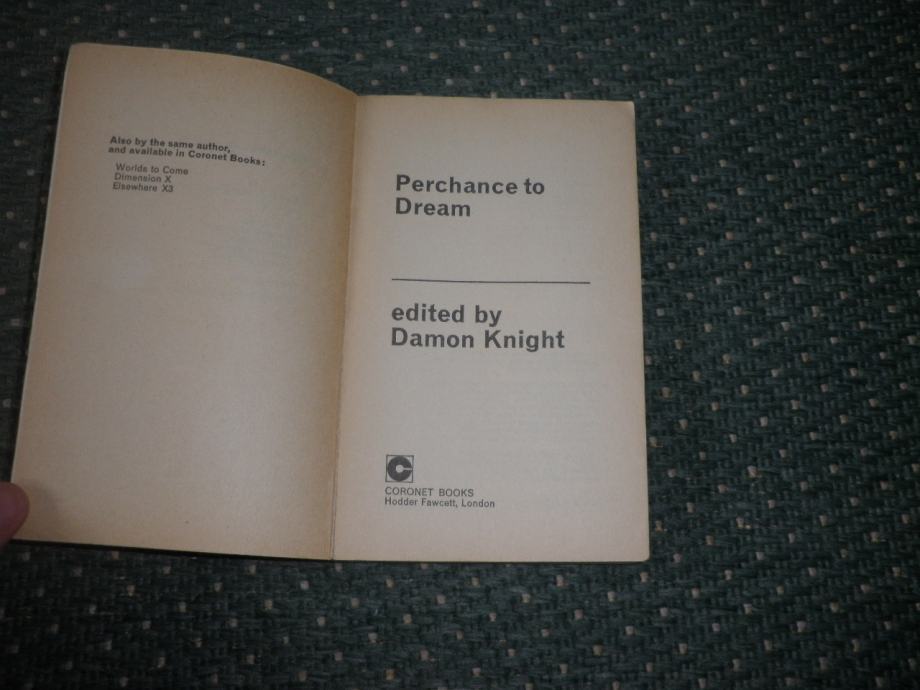 Also by the same author,
and available in Coronet Books:
Worlds to Come
Dimension X
Elsewhere X3
Perchance to
Dream
edited by
Damon Knight
CORONET BOOKS
Hodder Fawcett, London